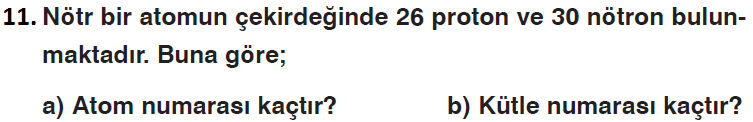 11. Nötr bir atomun çekirdeğinde 26 proton ve 30 nötron bulun-
maktadır. Buna göre;
a) Atom numarası kaçtır? b) Kütle numarası kaçtır?